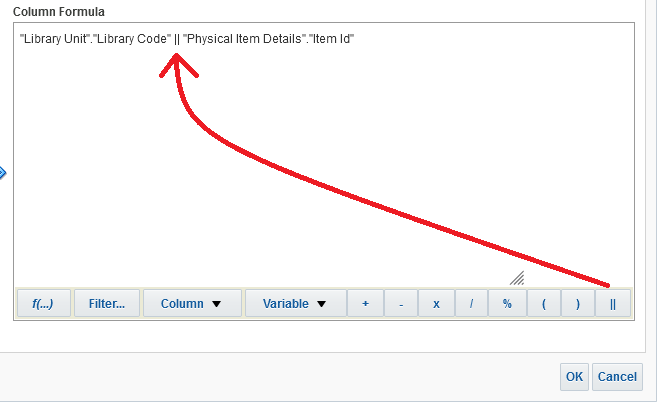 Column Formula
"Library Unit"."Library Code" || "Physical Item Details"."Item Id"
f(...) Filter... Column Variable + - x / % ( ) ||
OK Cancel